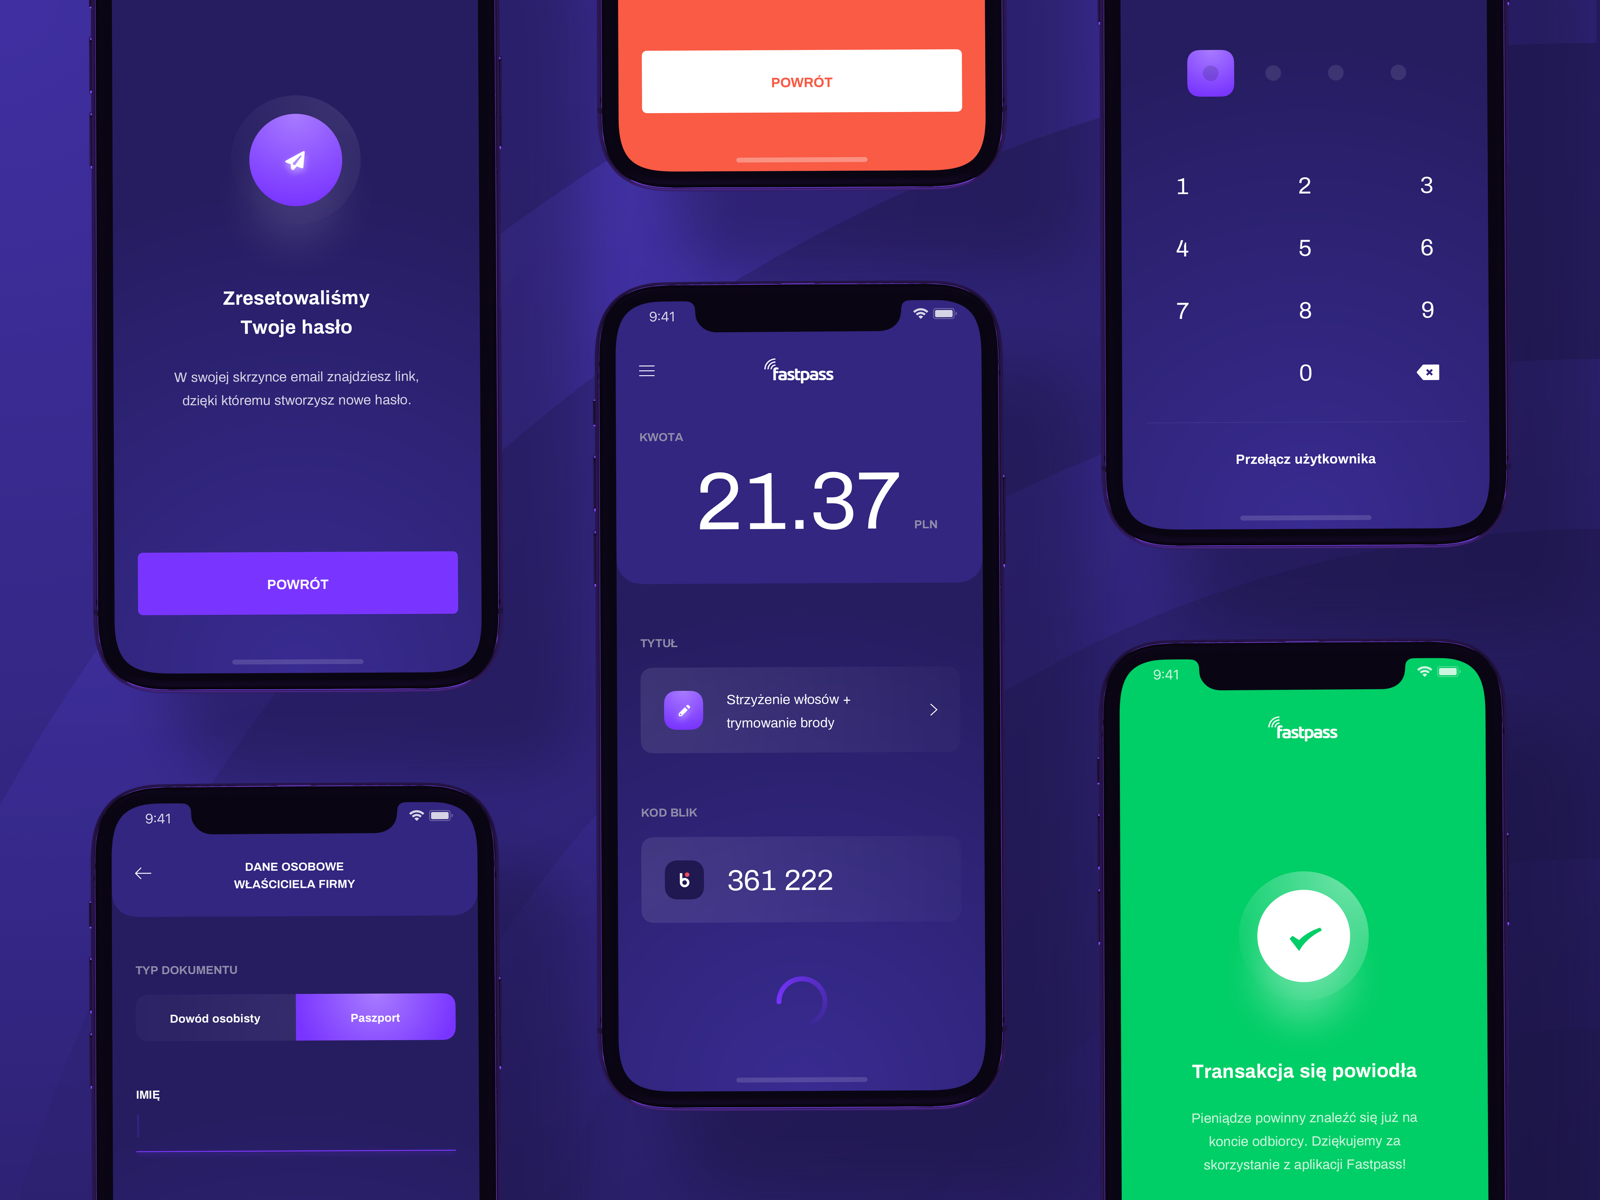 Zresetowaliśmy
Twoje hasło
W swojej skrzynce email znajdziesz link,
dzięki któremu stworzysz nowe hasło.
POWRÓT
9:41
DANE OSOBOWE
WŁAŚCICIELA FIRMY
TYP DOKUMENTU
Dowód osobisty
Paszport
IMIĘ
POWRÓT
9:41
fastpass
KWOTA
21.37 PLN
TYTUŁ
Strzyżenie włosów +
trymowanie brody
KOD BLIK
b
361 222
1 2 3
4 5 6
7 8 9
0
Przełącz użytkownika
9:41
fastpass
Transakcja się powiodła
Pieniądze powinny znaleźć się już na
koncie odbiorcy. Dziękujemy za
skorzystanie z aplikacji Fastpass!